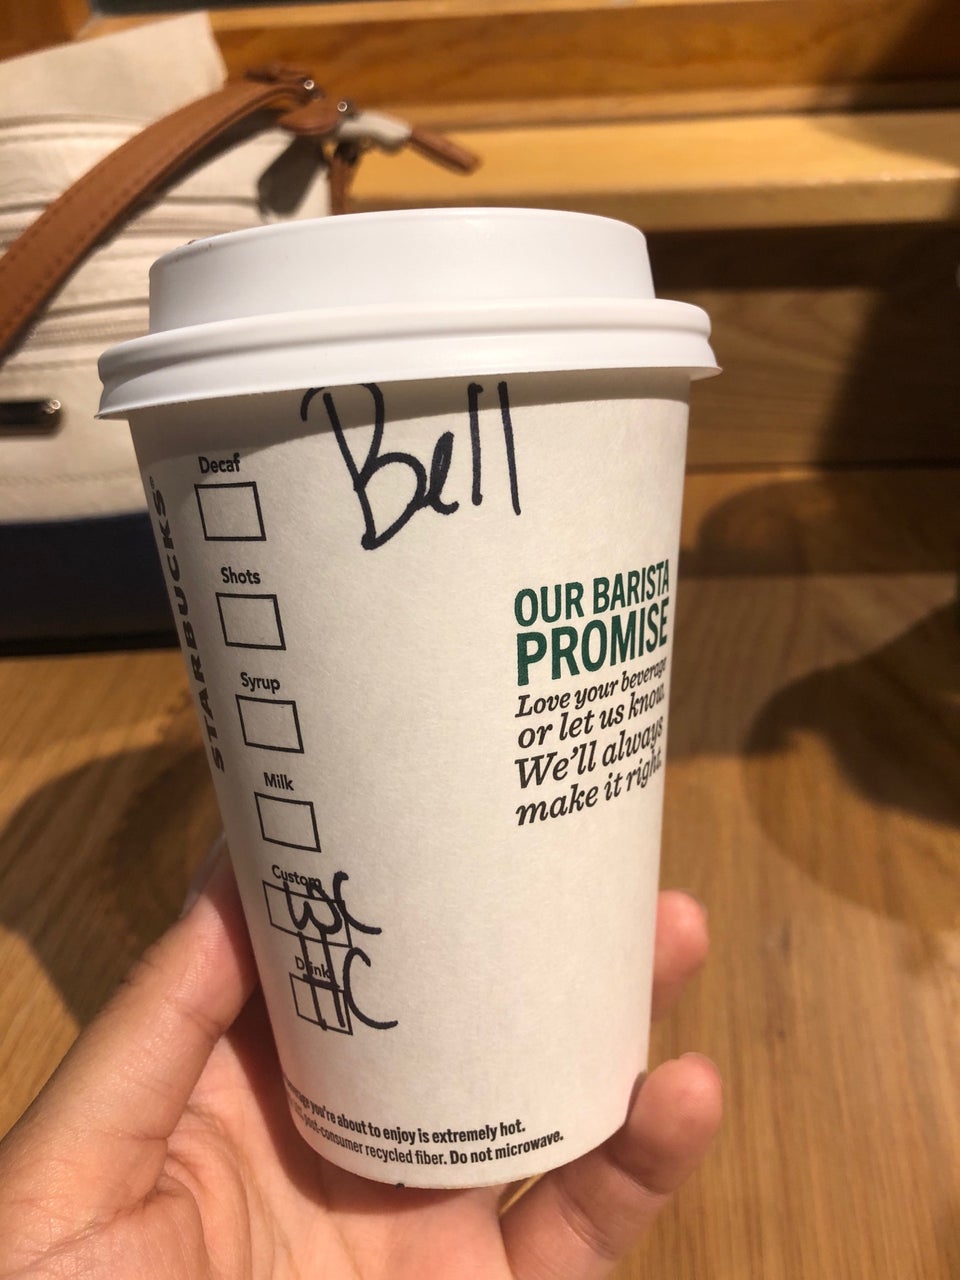 Bell
STARBUCKS®
Decaf
Shots
Syrup
Milk
Custom
WC
Drink
HC
OUR BARISTA
PROMISE
Love your beverage
or let us know.
We'll always
make it right.
you're about to enjoy is extremely hot.
post-consumer recycled fiber. Do not microwave.